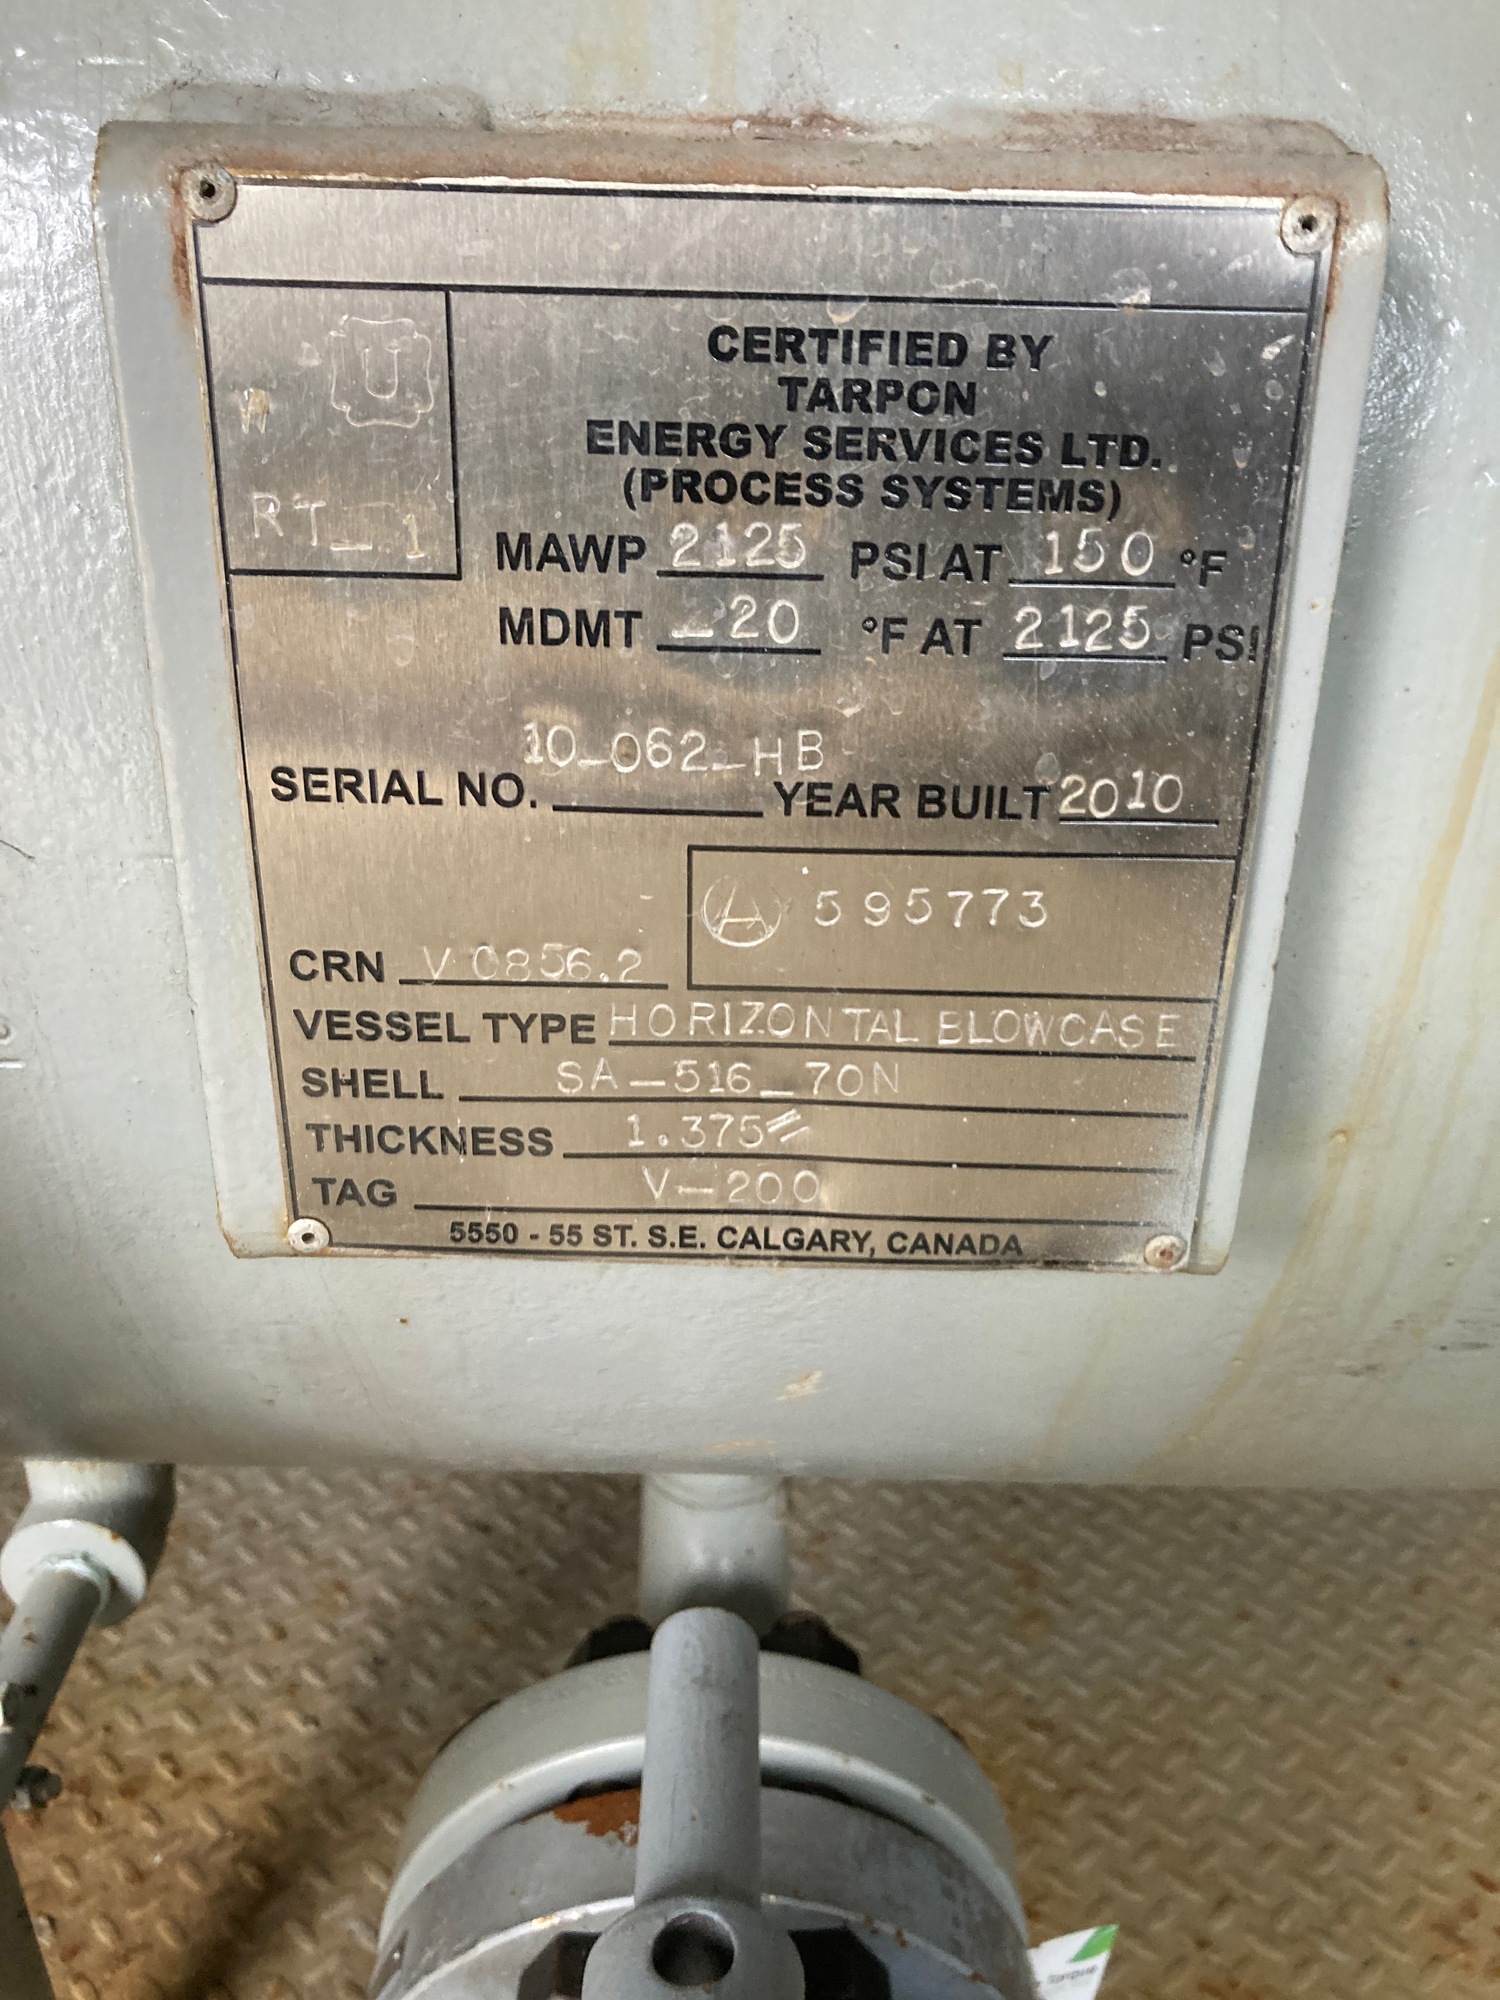 U
CERTIFIED BY
TARPON
ENERGY SERVICES LTD.
(PROCESS SYSTEMS)
W
RT_1
MAWP 2125 PSI AT 150 °F
MDMT -20 °F AT 2125 PSI
SERIAL NO. 10-062-HB YEAR BUILT 2010
A 595773
CRN V0856.2
VESSEL TYPE HORIZONTAL BLOWCASE
SHELL SA-516-70N
THICKNESS 1.375"
TAG V-200
5550 - 55 ST. S.E. CALGARY, CANADA